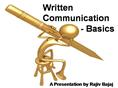 Written
Communication
- Basics
A Presentation by Rajiv Bajaj